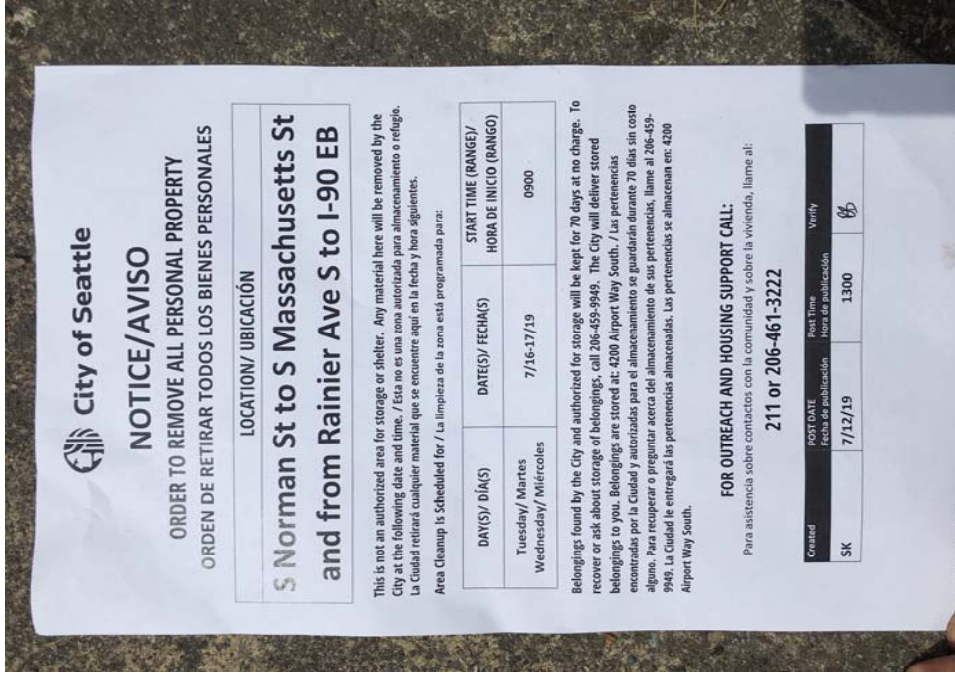 City of Seattle
NOTICE/AVISO
ORDER TO REMOVE ALL PERSONAL PROPERTY
ORDEN DE RETIRAR TODOS LOS BIENES PERSONALES
LOCATION/ UBICACIÓN
S Norman St to S Massachusetts St
and from Rainier Ave S to I-90 EB
This is not an authorized area for storage or shelter. Any material here will be removed by the
City at the following date and time. / Esta no es una zona autorizada para almacenamiento o refugio.
La Ciudad retirará cualquier material que se encuentre aquí en la fecha y hora siguientes.
Area Cleanup Is Scheduled for / La limpieza de la zona está programada para:
DAY(S)/ DÍA(S) DATE(S)/ FECHA(S) START TIME (RANGE)/
HORA DE INICIO (RANGO)
Tuesday/ Martes
Wednesday/ Miércoles 7/16-17/19 0900
Belongings found by the City and authorized for storage will be kept for 70 days at no charge. To
recover or ask about storage of belongings, call 206-459-9949. The City will deliver stored
belongings to you. Belongings are stored at: 4200 Airport Way South. / Las pertenencias
encontradas por la Ciudad y autorizadas para el almacenamiento se guardarán durante 70 días sin costo
alguno. Para recuperar o preguntar acerca del almacenamiento de sus pertenencias, llame al 206-459-
9949. La Ciudad le entregará las pertenencias almacenadas. Las pertenencias se almacenan en: 4200
Airport Way South.
FOR OUTREACH AND HOUSING SUPPORT CALL:
Para asistencia sobre contactos con la comunidad y sobre la vivienda, llame al:
211 or 206-461-3222
Created POST DATE Post Time Verify
Fecha de publicación Hora de publicación
SK 7/12/19 1300